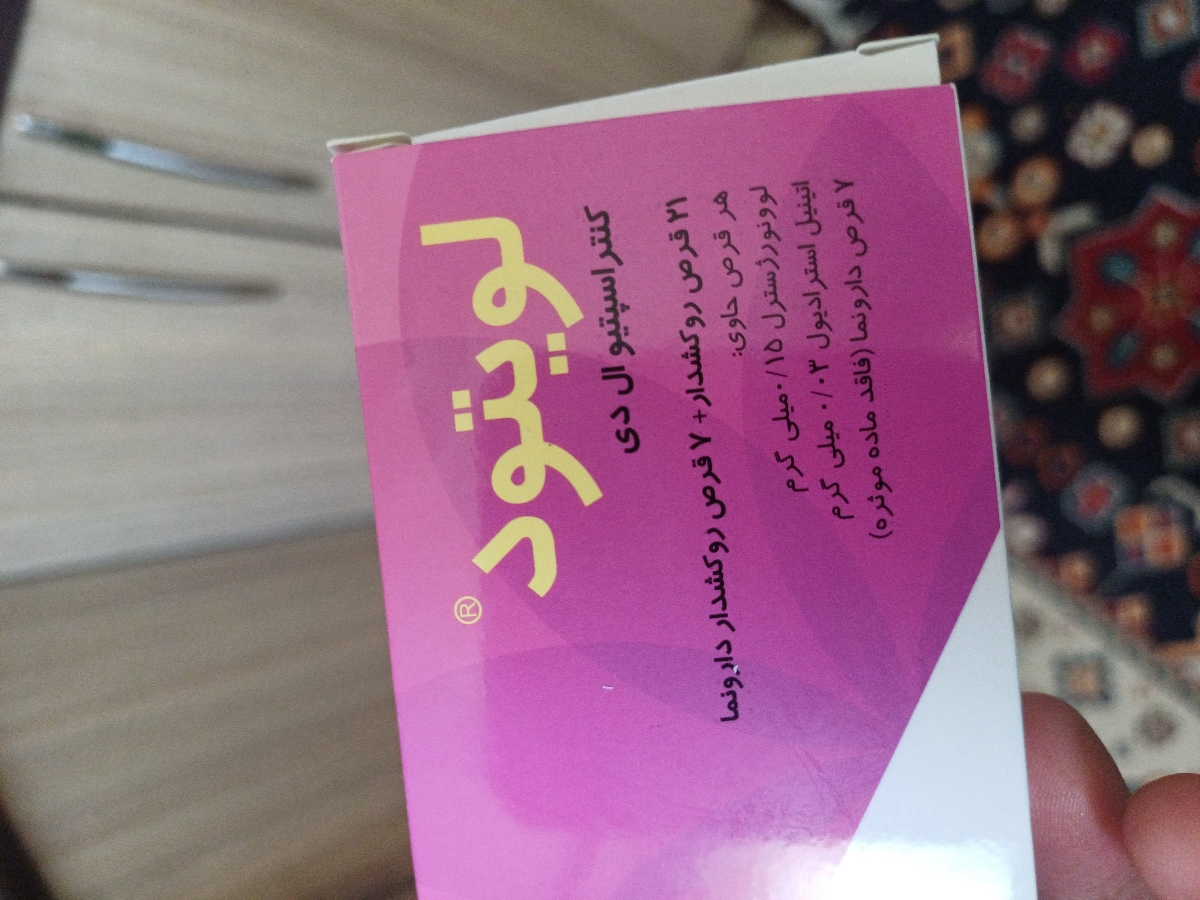 لویتود®
کنتراسپتیو ال دی
۲۱ قرص روکشدار + ۷ قرص روکشدار دارونما
هر قرص حاوی:
لوونورژسترل ۰/۱۵ میلی گرم
اتینیل استرادیول ۰/۰۳ میلی گرم
۷ قرص دارونما (فاقد ماده موثره)